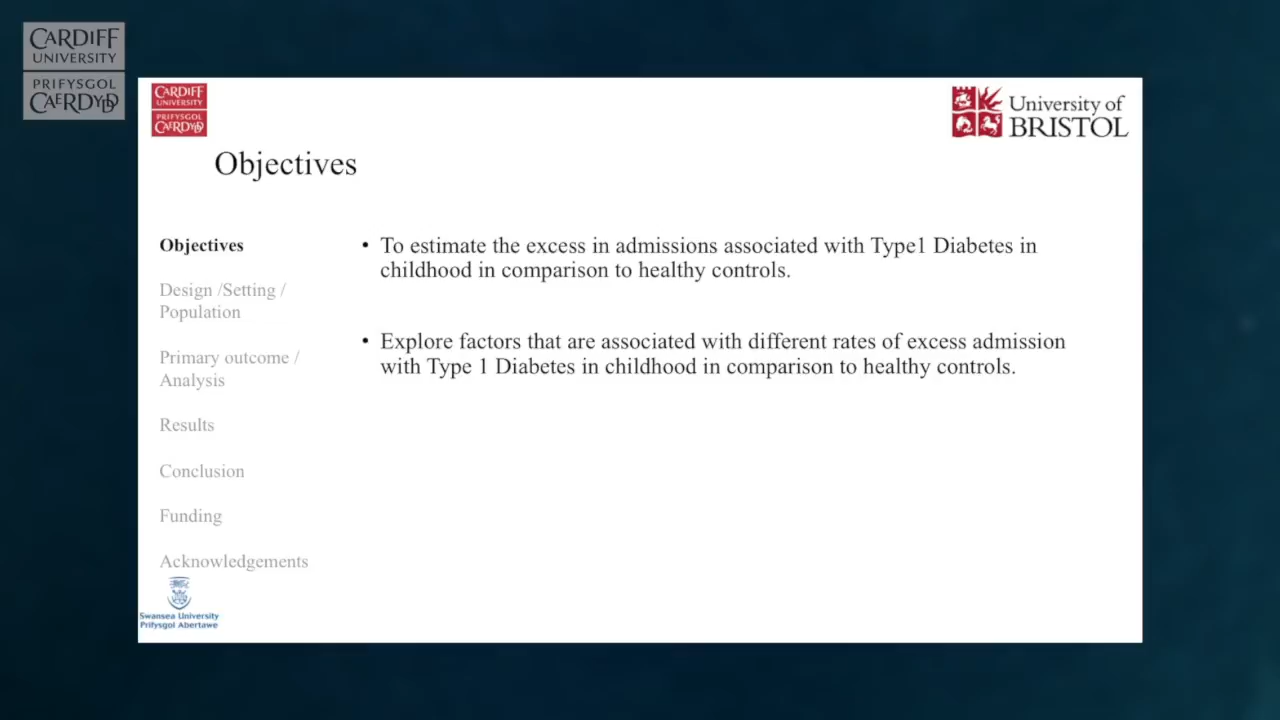 CARDIFF
UNIVERSITY
PRIFYSGOL
CAERDYDD
CARDIFF
UNIVERSITY
PRIFYSGOL
CAERDYDD
University of
BRISTOL
Objectives
Objectives
Design /Setting /
Population
Primary outcome /
Analysis
Results
Conclusion
Funding
Acknowledgements
• To estimate the excess in admissions associated with Type1 Diabetes in
childhood in comparison to healthy controls.
• Explore factors that are associated with different rates of excess admission
with Type 1 Diabetes in childhood in comparison to healthy controls.
Swansea University
Prifysgol Abertawe